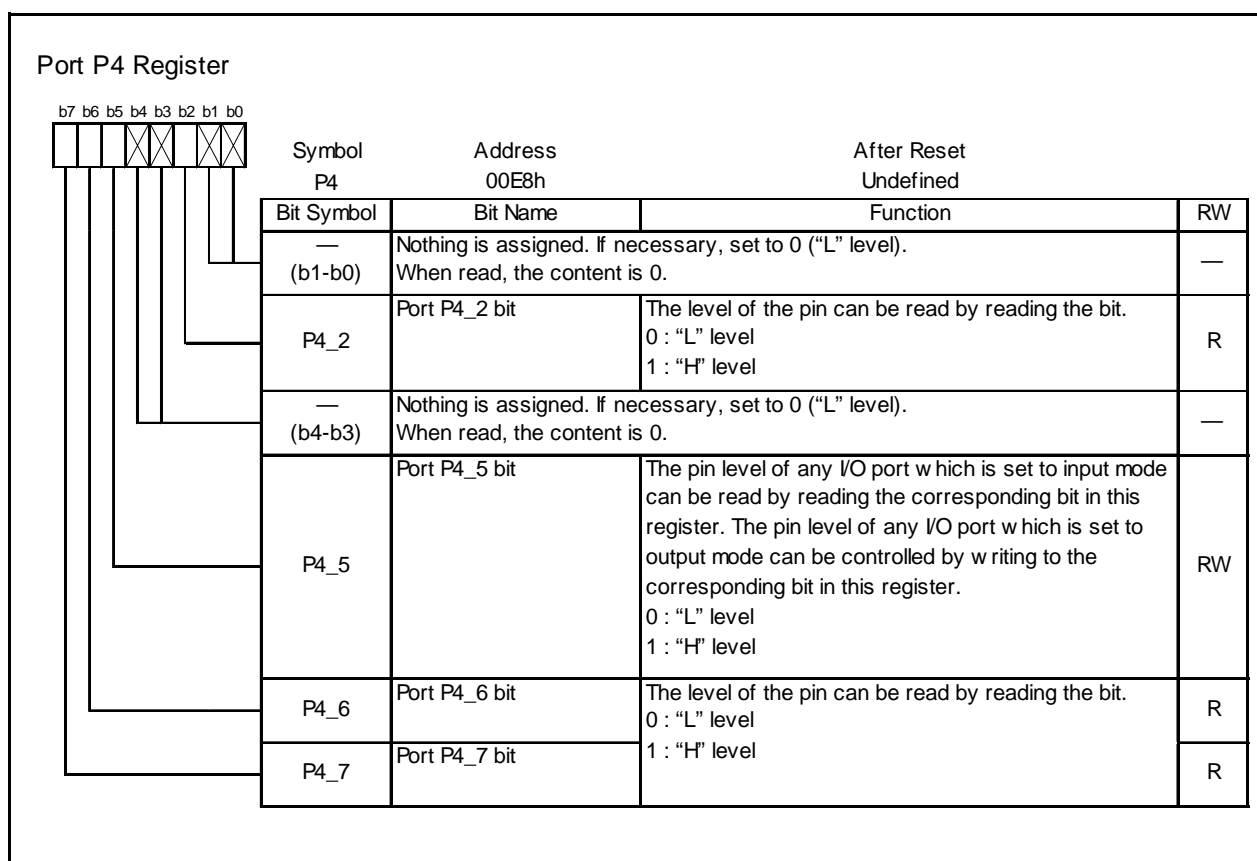 Port P4 Register
b7 b6 b5 b4 b3 b2 b1 b0
Symbol Address After Reset
P4 00E8h Undefined
Bit Symbol Bit Name Function RW
— Nothing is assigned. If necessary, set to 0 (“L” level).
(b1-b0) When read, the content is 0. —
Port P4_2 bit The level of the pin can be read by reading the bit.
P4_2 0 : “L” level R
1 : “H” level
— Nothing is assigned. If necessary, set to 0 (“L” level).
(b4-b3) When read, the content is 0. —
Port P4_5 bit The pin level of any I/O port which is set to input mode
can be read by reading the corresponding bit in this
register. The pin level of any I/O port which is set to
P4_5 output mode can be controlled by writing to the RW
corresponding bit in this register.
0 : “L” level
1 : “H” level
P4_6 Port P4_6 bit The level of the pin can be read by reading the bit. R
0 : “L” level
P4_7 Port P4_7 bit 1 : “H” level R